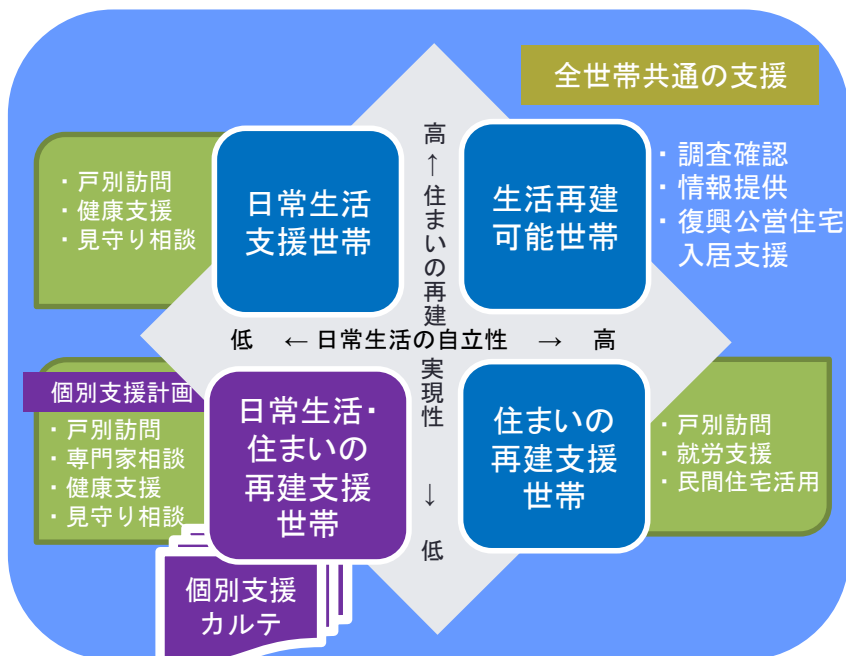 全世帯共通の支援
・戸別訪問
・健康支援
・見守り相談
日常生活
支援世帯
高↑住まいの再建
生活再建
可能世帯
・調査確認
・情報提供
・復興公営住宅
入居支援
低 ←日常生活の自立性 → 高
個別支援計画
・戸別訪問
・専門家相談
・健康支援
・見守り相談
日常生活・
住まいの
再建支援
世帯
実現性 ↓ 低
住まいの
再建支援
世帯
・戸別訪問
・就労支援
・民間住宅活用
個別支援
カルテ